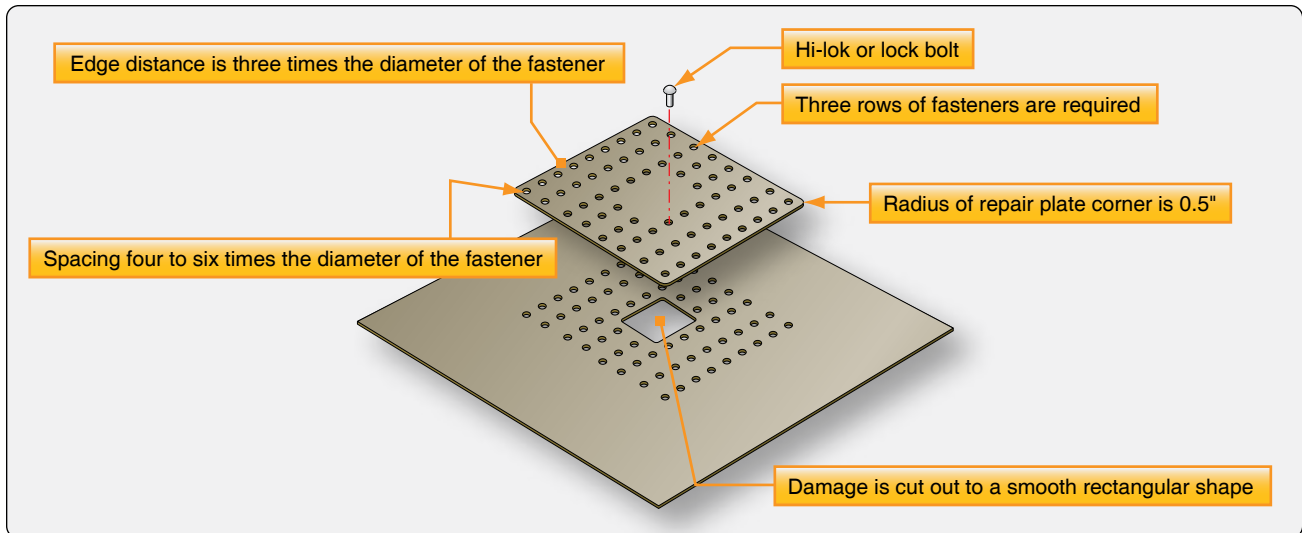 Hi-lok or lock bolt
Edge distance is three times the diameter of the fastener
Three rows of fasteners are required
Radius of repair plate corner is 0.5"
Spacing four to six times the diameter of the fastener
Damage is cut out to a smooth rectangular shape